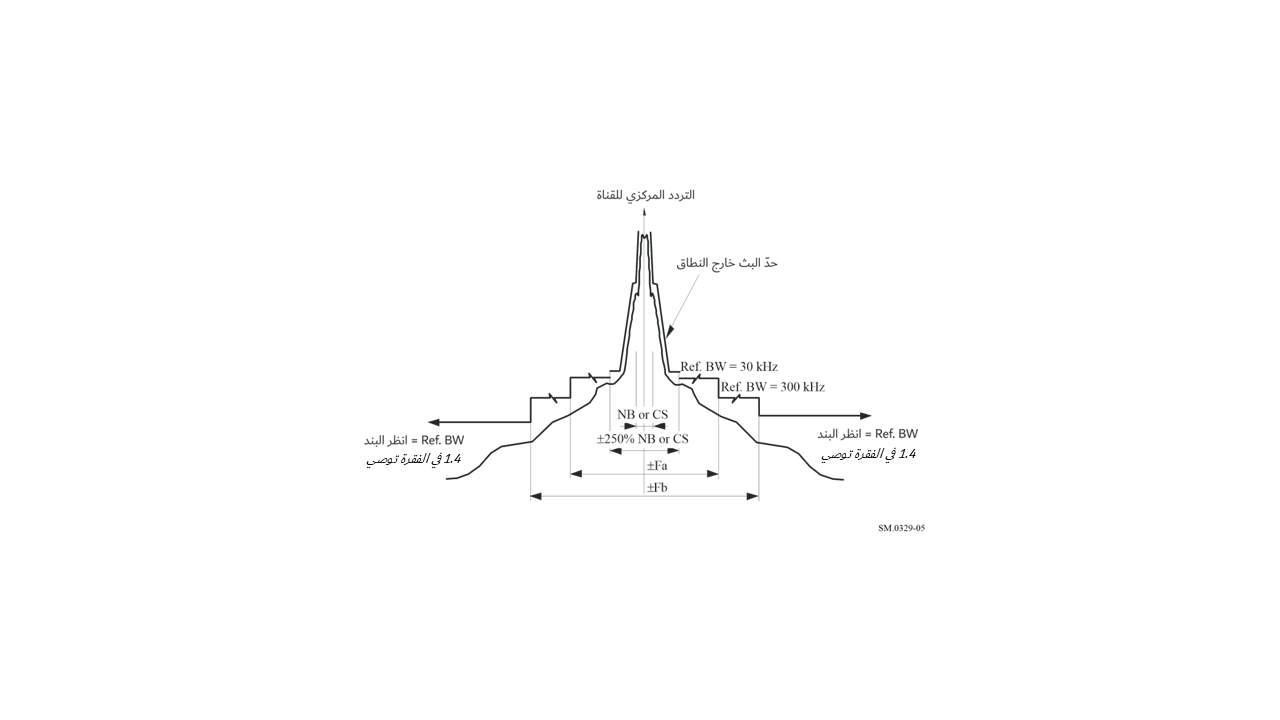 التردد المركزي للقناة
حدّ البث خارج النطاق
Ref. BW = 30 kHz
Ref. BW = 300 kHz
NB or CS
±250% NB or CS
Ref. BW = انظر البند
1.4 في الفقرة توصي
Ref. BW = انظر البند
1.4 في الفقرة توصي
±Fa
±Fb
SM.0329-05